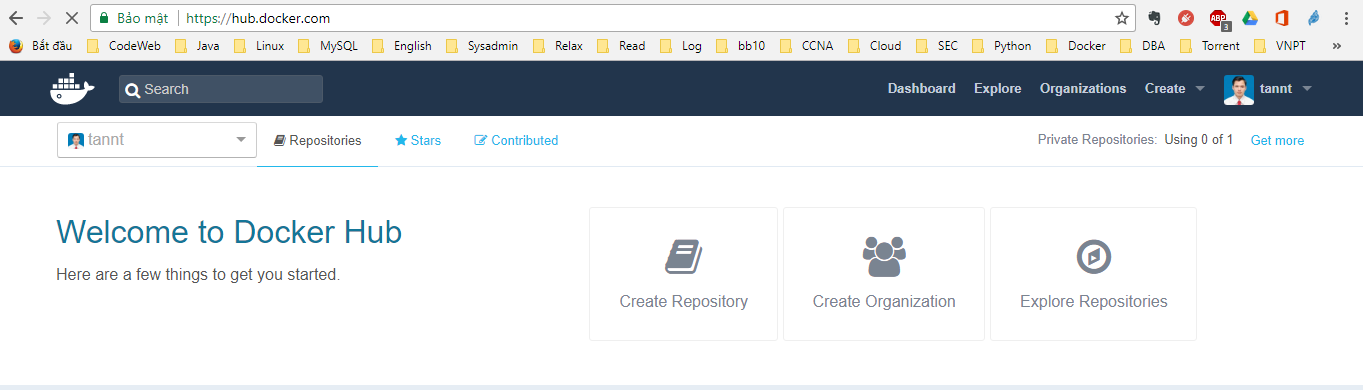 Bảo mật https://hub.docker.com
ABP 3
Bắt đầu CodeWeb Java Linux MySQL English Sysadmin Relax Read Log bb10 CCNA Cloud SEC Python Docker DBA Torrent VNPT »
Search Dashboard Explore Organizations Create tannt
tannt Repositories Stars Contributed Private Repositories: Using 0 of 1 Get more
Welcome to Docker Hub
Here are a few things to get you started.
Create Repository Create Organization Explore Repositories